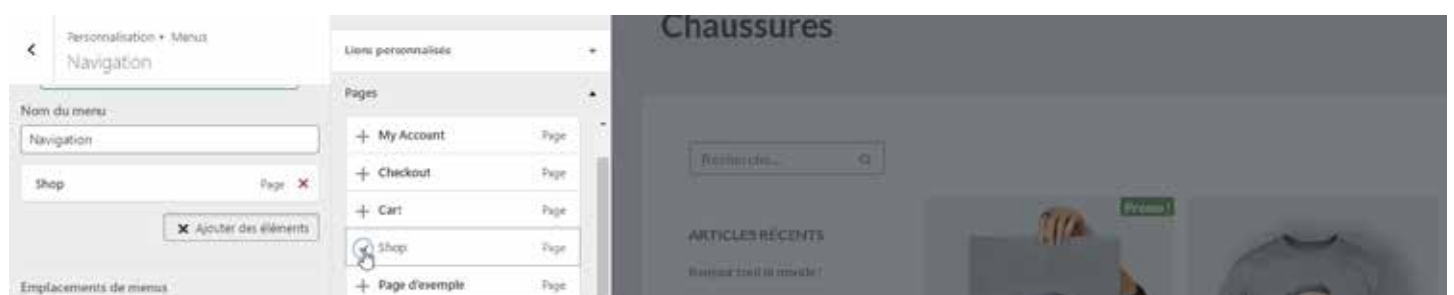 Personnalisation • Menus
Navigation
Nom du menu
Navigation
Shop Page
Ajouter des éléments
Emplacements de menus
Liens personnalisés
Pages
My Account Page
Checkout Page
Cart Page
Shop Page
Page d'exemple Page
Chaussures
Recherche...
ARTICLES RÉCENTS
Bonjour tout le monde !
Promo !